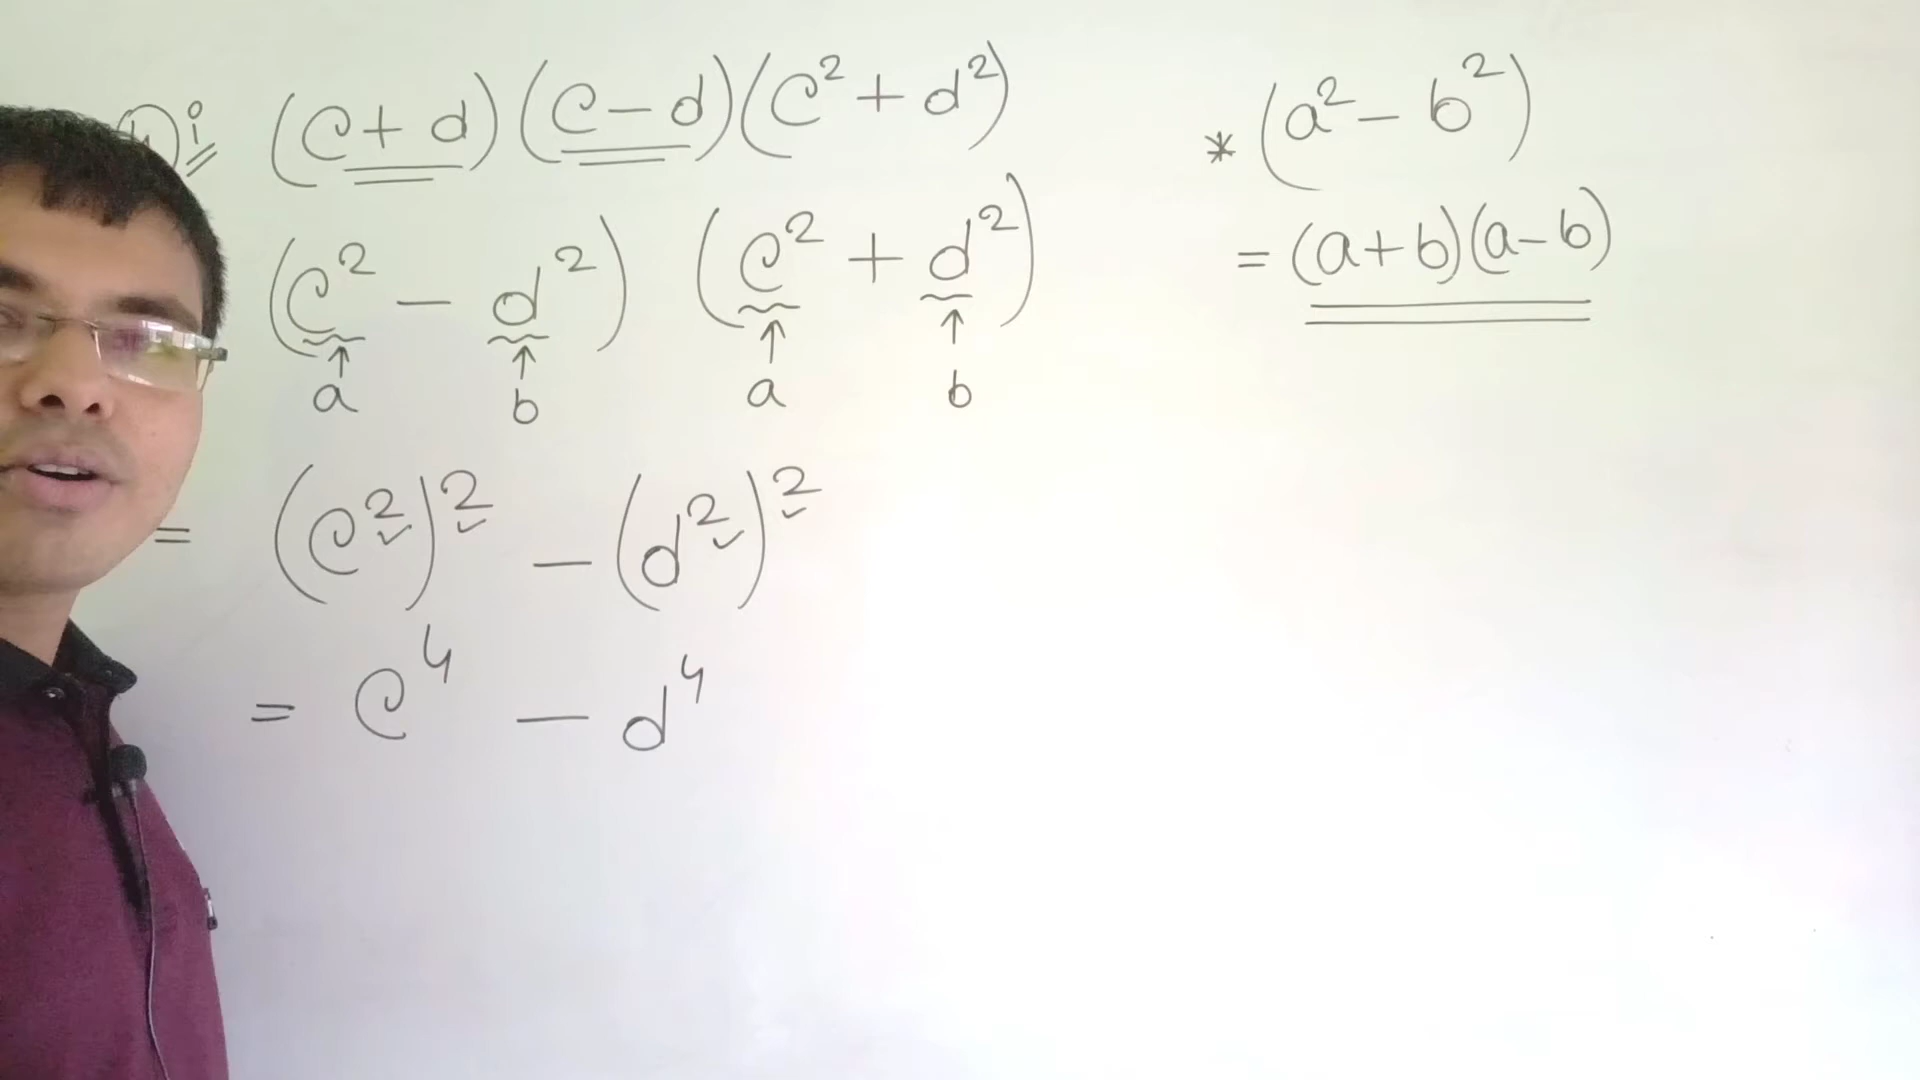 i (c+d)(c-d)(c²+d²)
(c²-d²) (c²+d²)
↑ ↑ ↑ ↑
a b a b
= (c²)² - (d²)²
= c⁴ - d⁴
* (a²-b²)
= (a+b)(a-b)